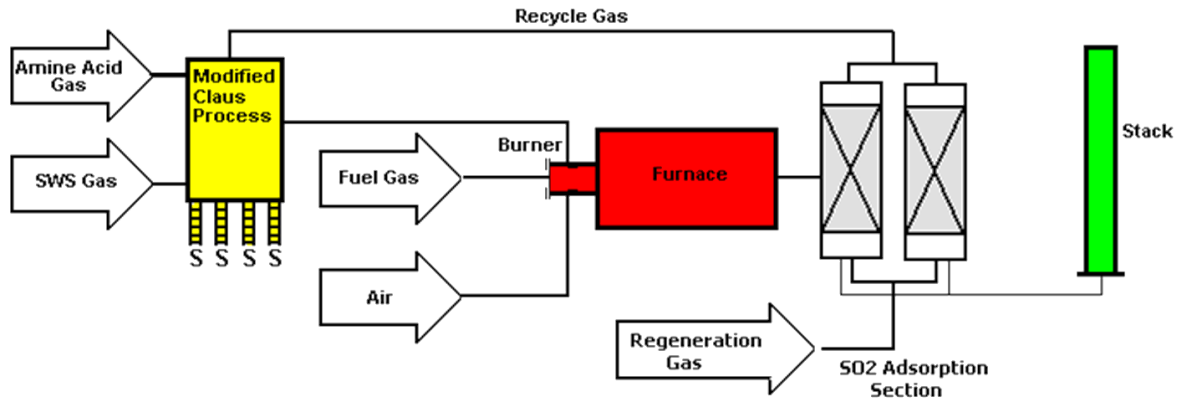 Recycle Gas
Amine Acid
Gas
Modified
Claus
Process
SWS Gas
S S S S
Burner
Fuel Gas
Furnace
Air
Stack
Regeneration
Gas
SO2 Adsorption
Section